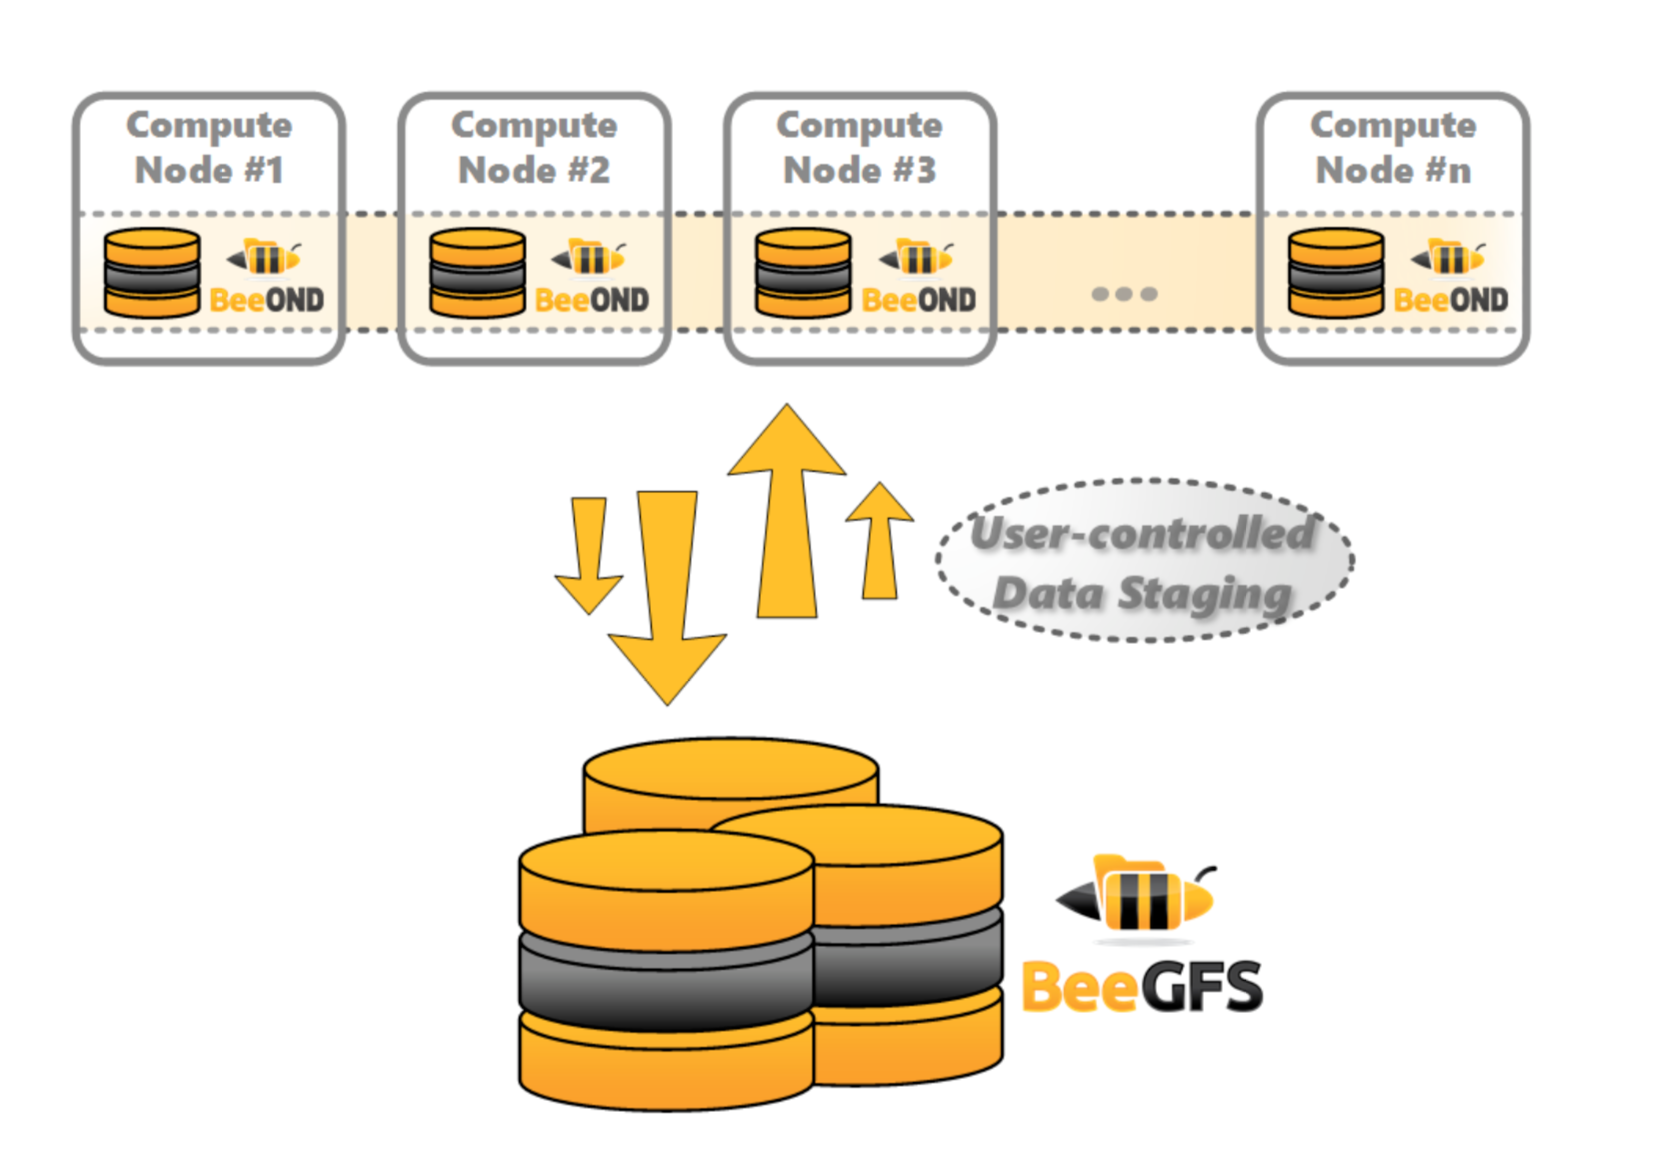 Compute
Node #1
Compute
Node #2
Compute
Node #3
Compute
Node #n
BeeOND
BeeOND
BeeOND
...
BeeOND
User-controlled
Data Staging
BeeGFS